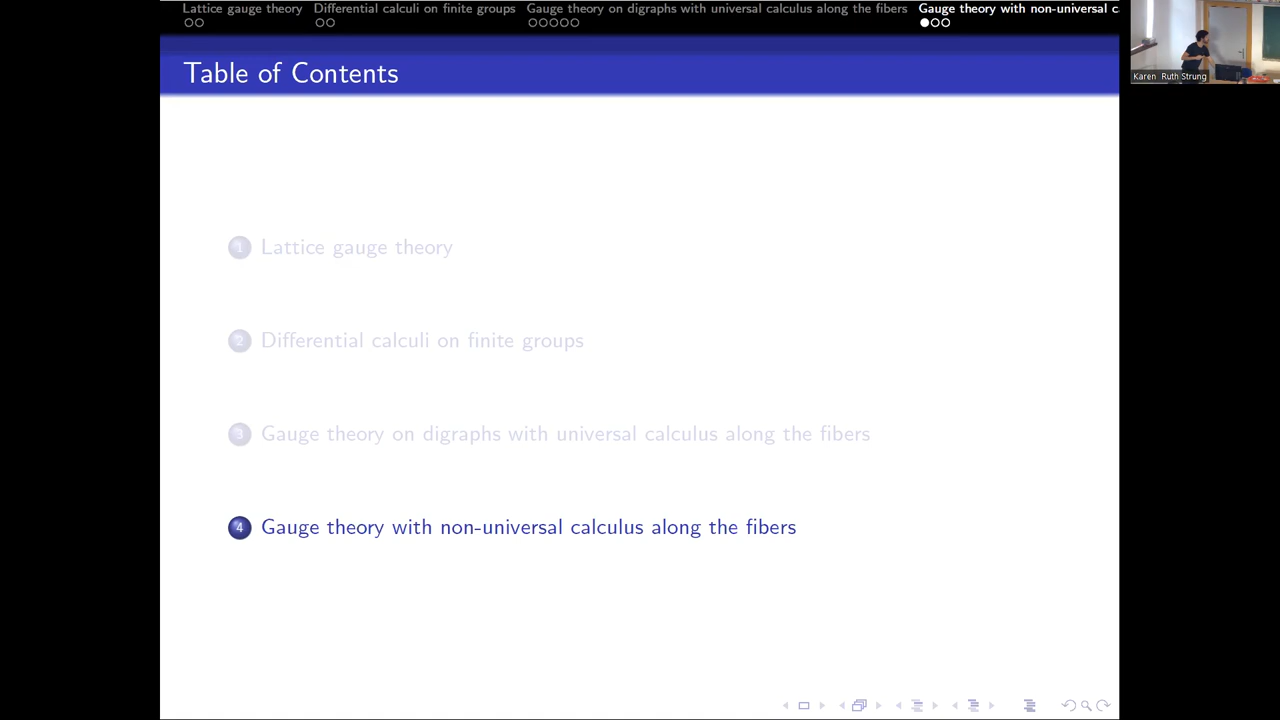 Lattice gauge theory
Differential calculi on finite groups
Gauge theory on digraphs with universal calculus along the fibers
Gauge theory with non-universal c
Table of Contents
1 Lattice gauge theory
2 Differential calculi on finite groups
3 Gauge theory on digraphs with universal calculus along the fibers
4 Gauge theory with non-universal calculus along the fibers
Karen Ruth Strung